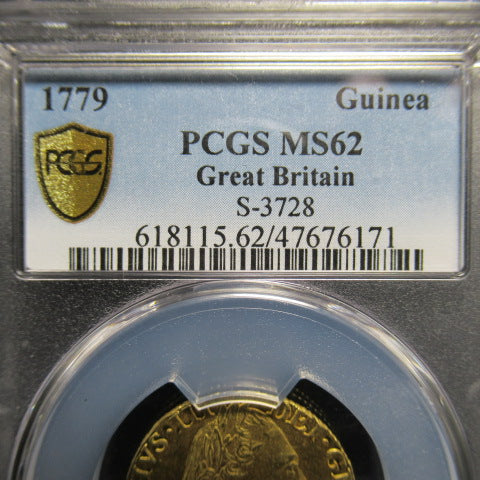 1779 Guinea
PCGS
PCGS MS62
Great Britain
S-3728
618115.62/47676171